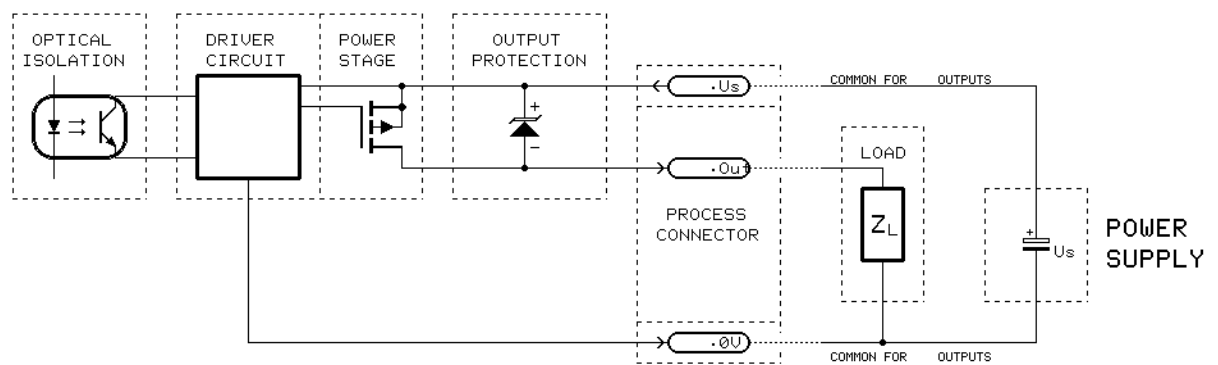 OPTICAL
ISOLATION
DRIVER
CIRCUIT
POWER
STAGE
OUTPUT
PROTECTION
+
−
.Us
COMMON FOR OUTPUTS
.Out
LOAD
ZL
PROCESS
CONNECTOR
+
Us
POWER
SUPPLY
.0V
COMMON FOR OUTPUTS